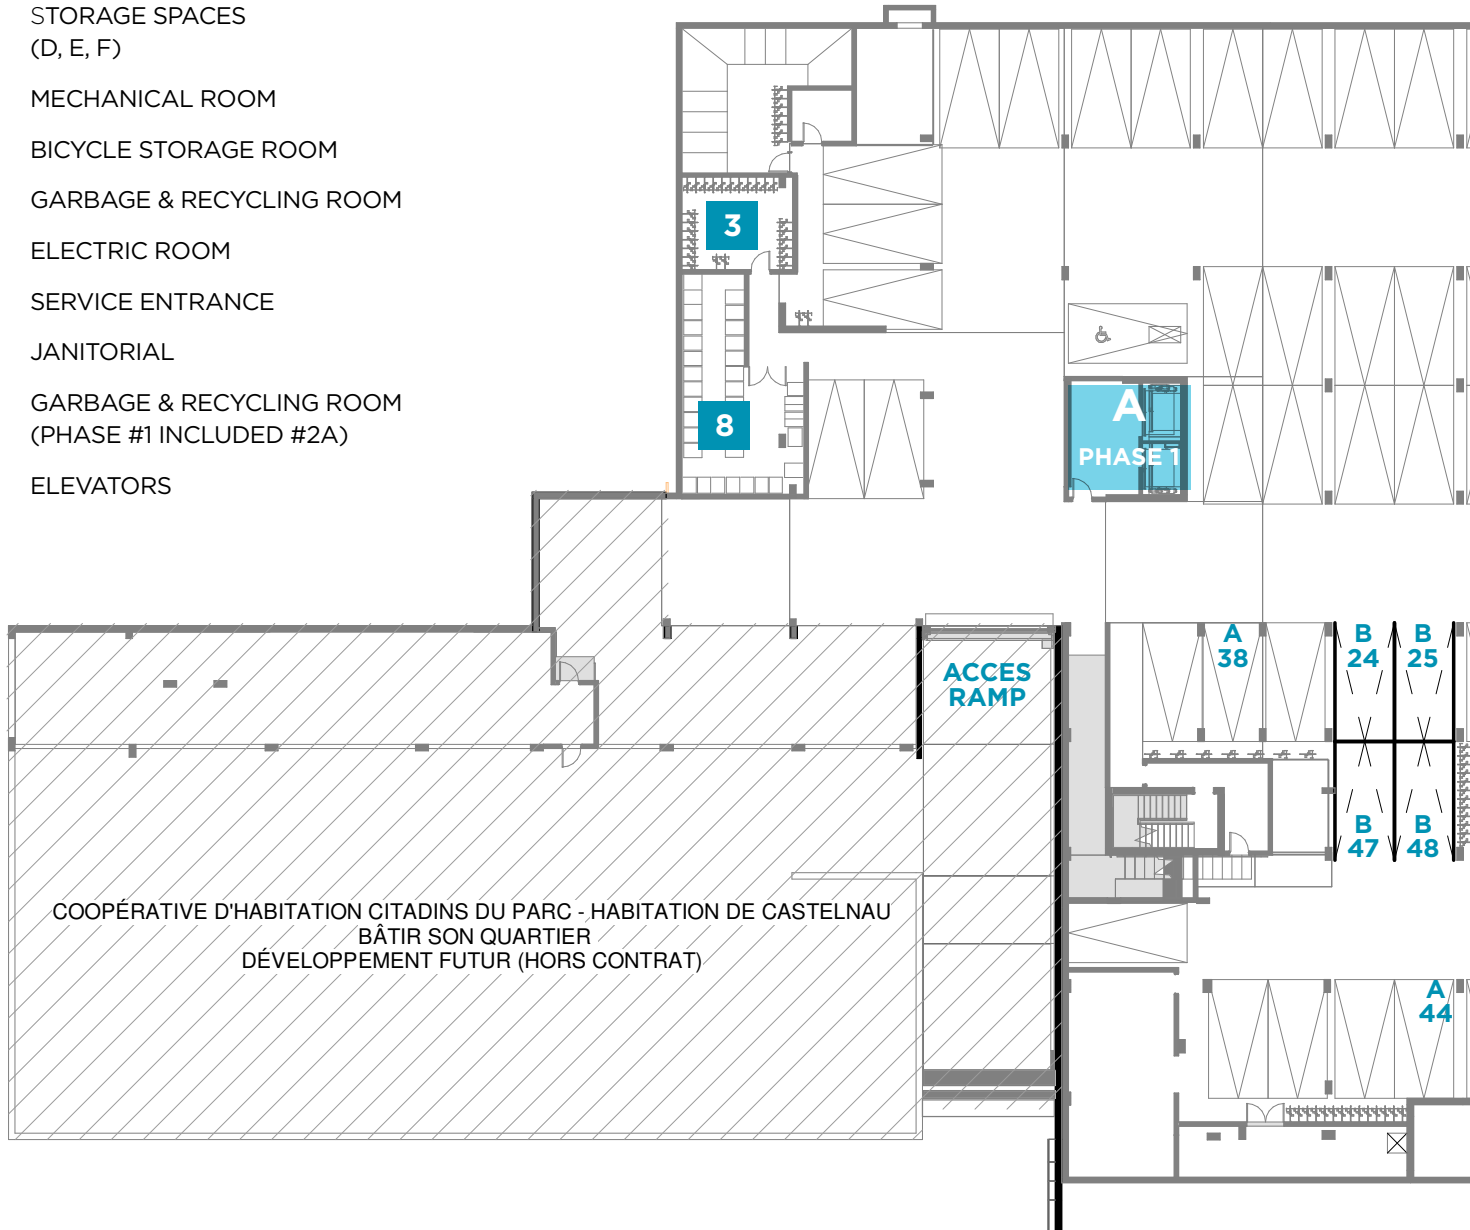 STORAGE SPACES
(D, E, F)
MECHANICAL ROOM
BICYCLE STORAGE ROOM
GARBAGE & RECYCLING ROOM
ELECTRIC ROOM
SERVICE ENTRANCE
JANITORIAL
GARBAGE & RECYCLING ROOM
(PHASE #1 INCLUDED #2A)
ELEVATORS
3
8
A
PHASE 1
ACCES
RAMP
A
38
B
24
B
25
B
47
B
48
A
44
COOPÉRATIVE D'HABITATION CITADINS DU PARC - HABITATION DE CASTELNAU
BÂTIR SON QUARTIER
DÉVELOPPEMENT FUTUR (HORS CONTRAT)